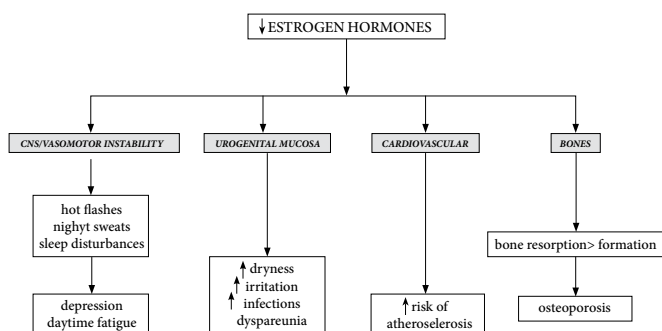 ↓ ESTROGEN HORMONES
CNS/VASOMOTOR INSTABILITY
UROGENITAL MUCOSA
CARDIOVASCULAR
BONES
hot flashes
nighyt sweats
sleep disturbances
bone resorption> formation
↑ dryness
↑ irritation
↑ infections
dyspareunia
depression
daytime fatigue
↑ risk of
atheroselerosis
osteoporosis